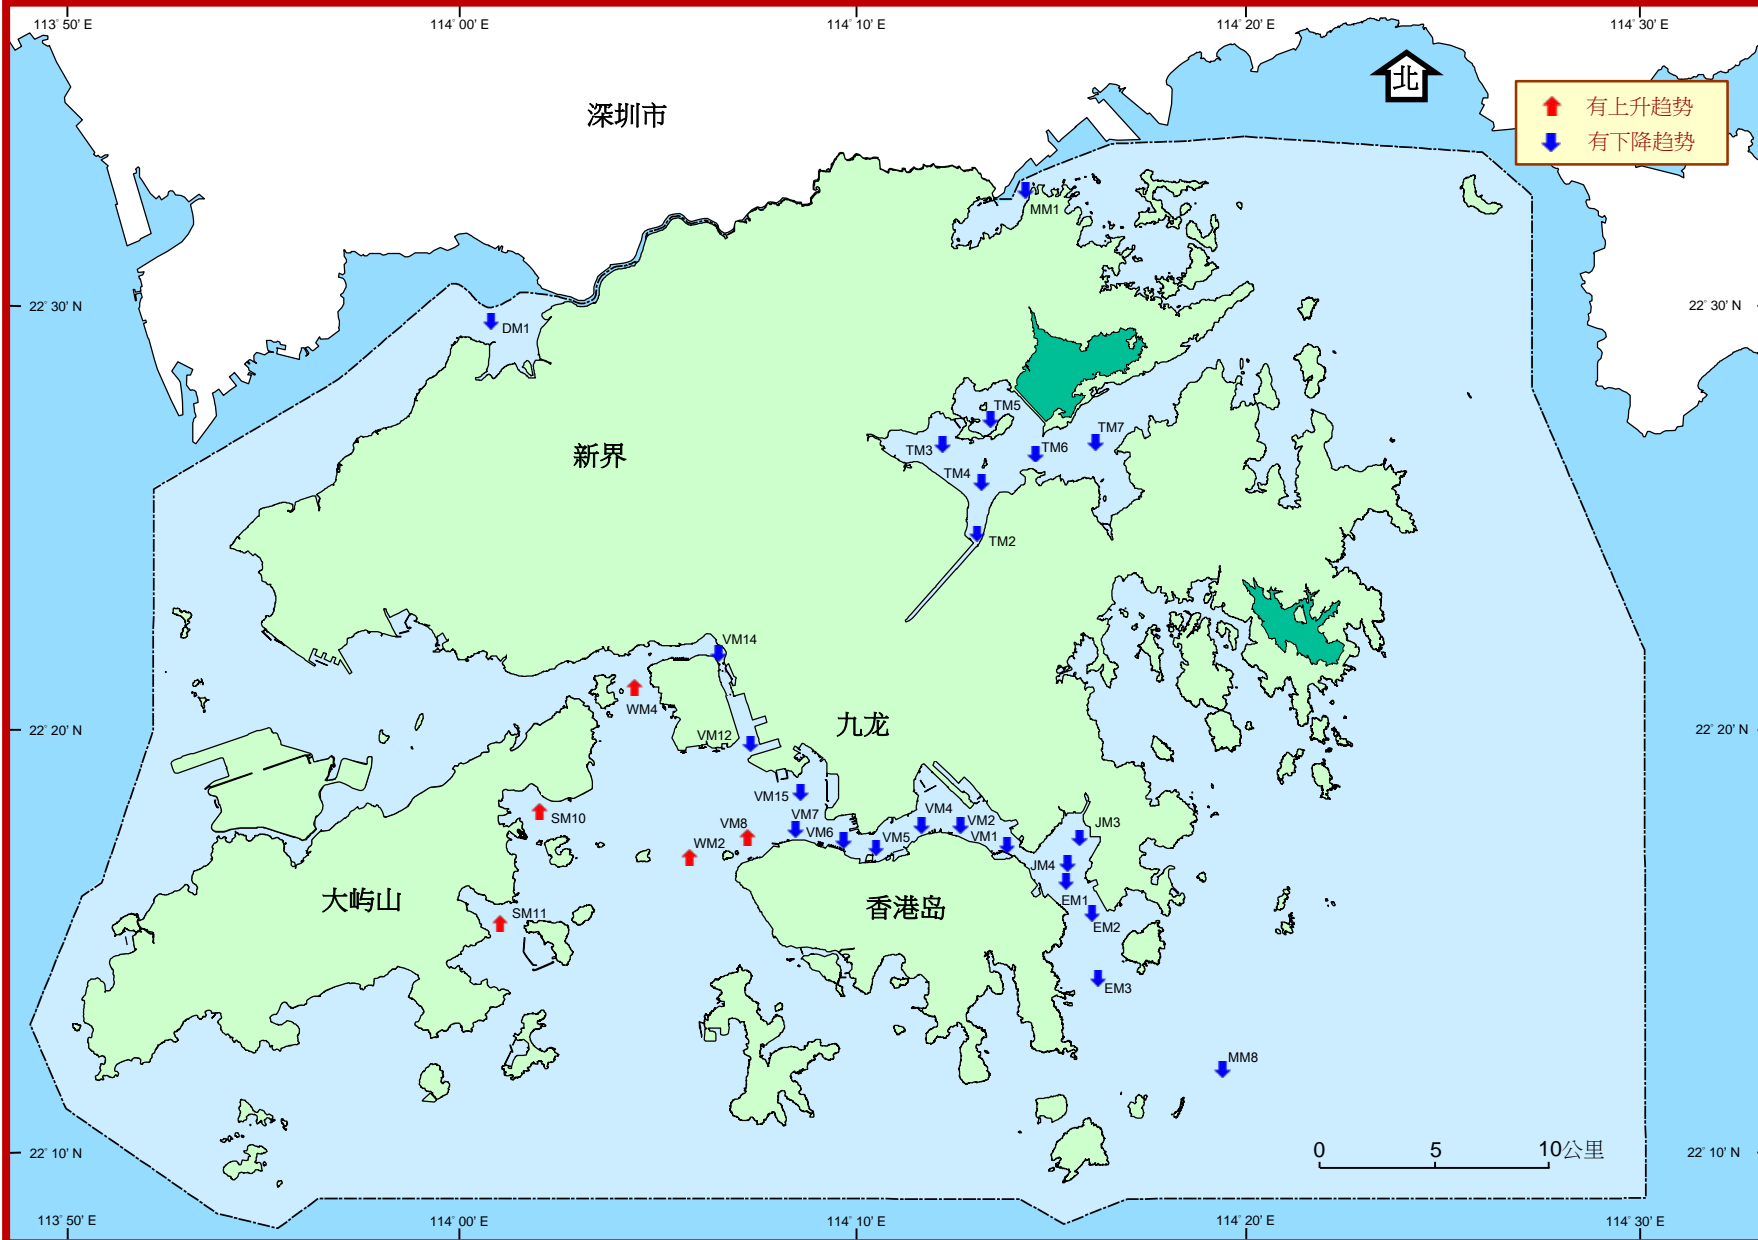 113° 50' E
114° 00' E
114° 10' E
114° 20' E
114° 30' E
北
有上升趋势
有下降趋势
深圳市
MM1
22° 30' N
22° 30' N
DM1
TM5
TM7
TM3
TM6
新界
TM4
TM2
VM14
WM4
22° 20' N
九龙
22° 20' N
VM12
VM15
SM10
VM7
VM4
VM8
VM2
JM3
VM6
VM5
VM1
WM2
JM4
大屿山
EM1
香港岛
SM11
EM2
EM3
MM8
0
5
10公里
22° 10' N
22° 10' N
113° 50' E
114° 00' E
114° 10' E
114° 20' E
114° 30' E